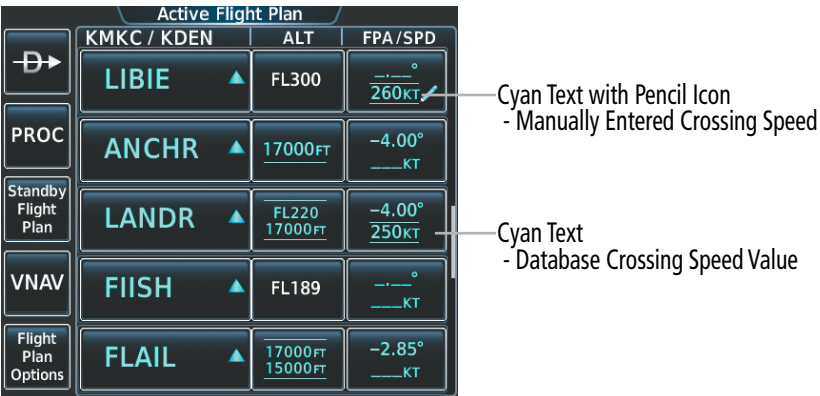 Active Flight Plan
KMKC / KDEN ALT FPA/SPD
LIBIE FL300 _.__°
260KT
PROC
ANCHR 17000FT -4.00°
___KT
Standby
Flight
Plan
LANDR FL220
17000FT -4.00°
250KT
VNAV
FIISH FL189 _.__°
___KT
Flight
Plan
Options
FLAIL 17000FT
15000FT -2.85°
___KT
Cyan Text with Pencil Icon
- Manually Entered Crossing Speed
Cyan Text
- Database Crossing Speed Value